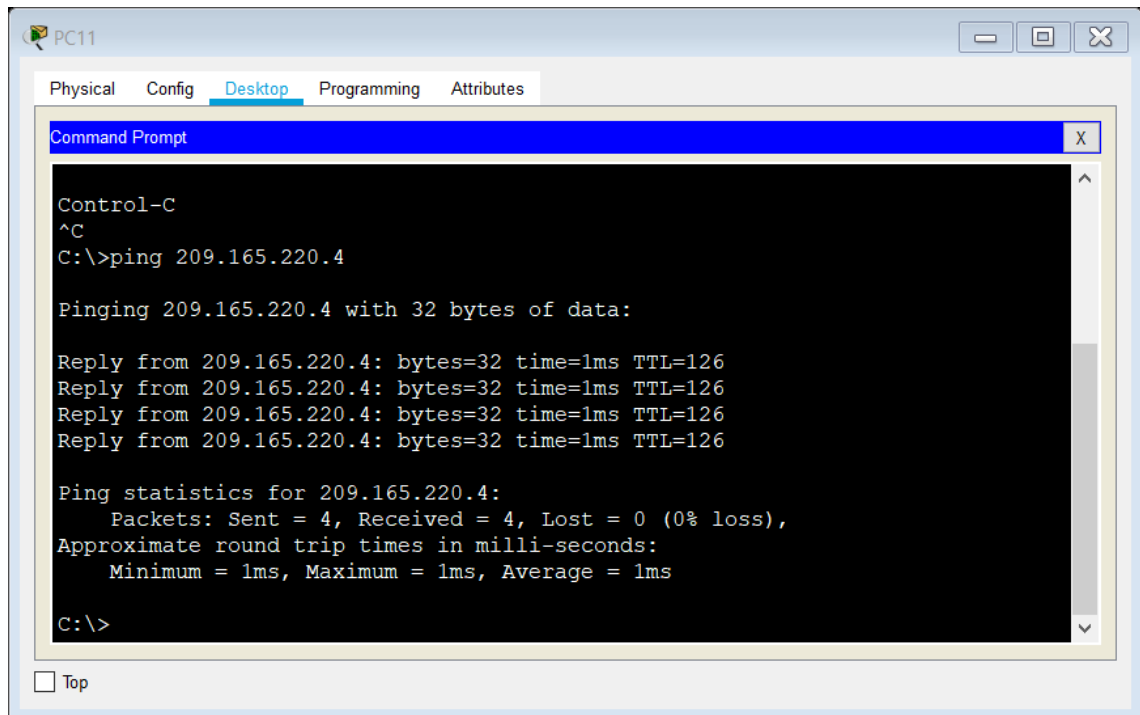 PC11
Physical Config Desktop Programming Attributes
Command Prompt X
Control-C
^C
C:\>ping 209.165.220.4
Pinging 209.165.220.4 with 32 bytes of data:
Reply from 209.165.220.4: bytes=32 time=1ms TTL=126
Reply from 209.165.220.4: bytes=32 time=1ms TTL=126
Reply from 209.165.220.4: bytes=32 time=1ms TTL=126
Reply from 209.165.220.4: bytes=32 time=1ms TTL=126
Ping statistics for 209.165.220.4:
    Packets: Sent = 4, Received = 4, Lost = 0 (0% loss),
Approximate round trip times in milli-seconds:
    Minimum = 1ms, Maximum = 1ms, Average = 1ms
C:\>
Top